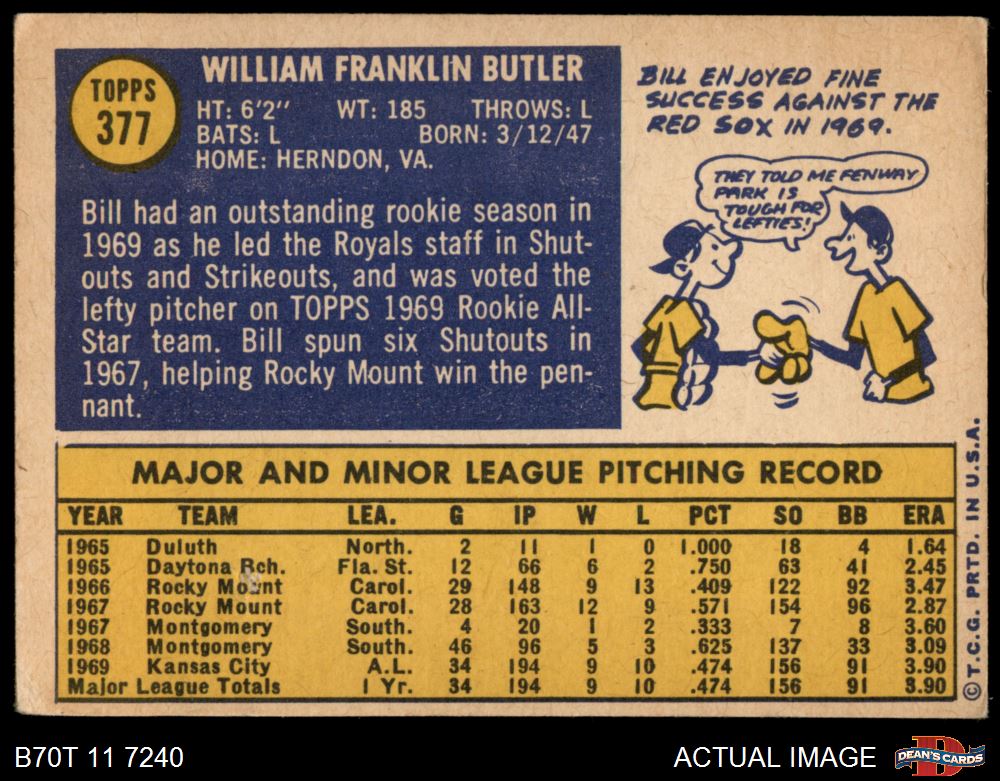 TOPPS
377
WILLIAM FRANKLIN BUTLER
HT: 6'2" WT: 185 THROWS: L
BATS: L BORN: 3/12/47
HOME: HERNDON, VA.
Bill had an outstanding rookie season in
1969 as he led the Royals staff in Shut-
outs and Strikeouts, and was voted the
lefty pitcher on TOPPS 1969 Rookie All-
Star team. Bill spun six Shutouts in
1967, helping Rocky Mount win the pen-
nant.
BILL ENJOYED FINE
SUCCESS AGAINST THE
RED SOX IN 1969.
THEY TOLD ME FENWAY
PARK IS
TOUGH FOR
LEFTIES!
MAJOR AND MINOR LEAGUE PITCHING RECORD
YEAR TEAM LEA. G IP W L PCT SO BB ERA
1965 Duluth North. 2 11 1 0 1.000 18 4 1.64
1965 Daytona Bch. Fla. St. 12 66 6 2 .750 63 41 2.45
1966 Rocky Mount Carol. 29 148 9 13 .409 122 92 3.47
1967 Rocky Mount Carol. 28 163 12 9 .571 154 96 2.87
1967 Montgomery South. 4 20 1 2 .333 7 8 3.60
1968 Montgomery South. 46 96 5 3 .625 137 33 3.09
1969 Kansas City A.L. 34 194 9 10 .474 156 91 3.90
Major League Totals 1 Yr. 34 194 9 10 .474 156 91 3.90
© T.C.G. PRTD. IN U.S.A.
B70T 11 7240
ACTUAL IMAGE
D
DEAN'S CARDS